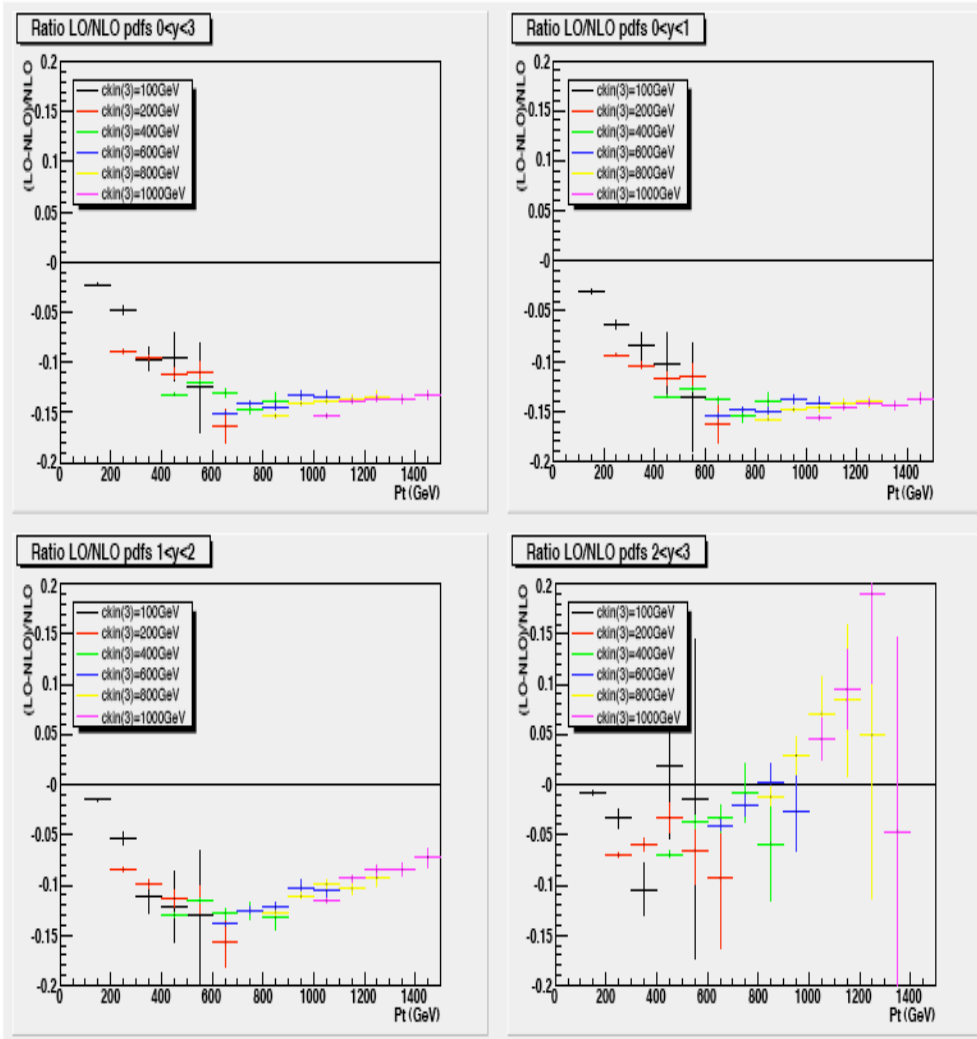 Ratio LO/NLO pdfs 0<y<3
(LO-NLO)/NLO
0.2
0.15
0.1
0.05
-0
-0.05
-0.1
-0.15
-0.2
ckin(3)=100GeV
ckin(3)=200GeV
ckin(3)=400GeV
ckin(3)=600GeV
ckin(3)=800GeV
ckin(3)=1000GeV
0 200 400 600 800 1000 1200 1400
Pt (GeV)
Ratio LO/NLO pdfs 0<y<1
(LO-NLO)/NLO
0.2
0.15
0.1
0.05
-0
-0.05
-0.1
-0.15
-0.2
ckin(3)=100GeV
ckin(3)=200GeV
ckin(3)=400GeV
ckin(3)=600GeV
ckin(3)=800GeV
ckin(3)=1000GeV
0 200 400 600 800 1000 1200 1400
Pt (GeV)
Ratio LO/NLO pdfs 1<y<2
(LO-NLO)/NLO
0.2
0.15
0.1
0.05
-0
-0.05
-0.1
-0.15
-0.2
ckin(3)=100GeV
ckin(3)=200GeV
ckin(3)=400GeV
ckin(3)=600GeV
ckin(3)=800GeV
ckin(3)=1000GeV
0 200 400 600 800 1000 1200 1400
Pt (GeV)
Ratio LO/NLO pdfs 2<y<3
(LO-NLO)/NLO
0.2
0.15
0.1
0.05
-0
-0.05
-0.1
-0.15
-0.2
ckin(3)=100GeV
ckin(3)=200GeV
ckin(3)=400GeV
ckin(3)=600GeV
ckin(3)=800GeV
ckin(3)=1000GeV
0 200 400 600 800 1000 1200 1400
Pt (GeV)